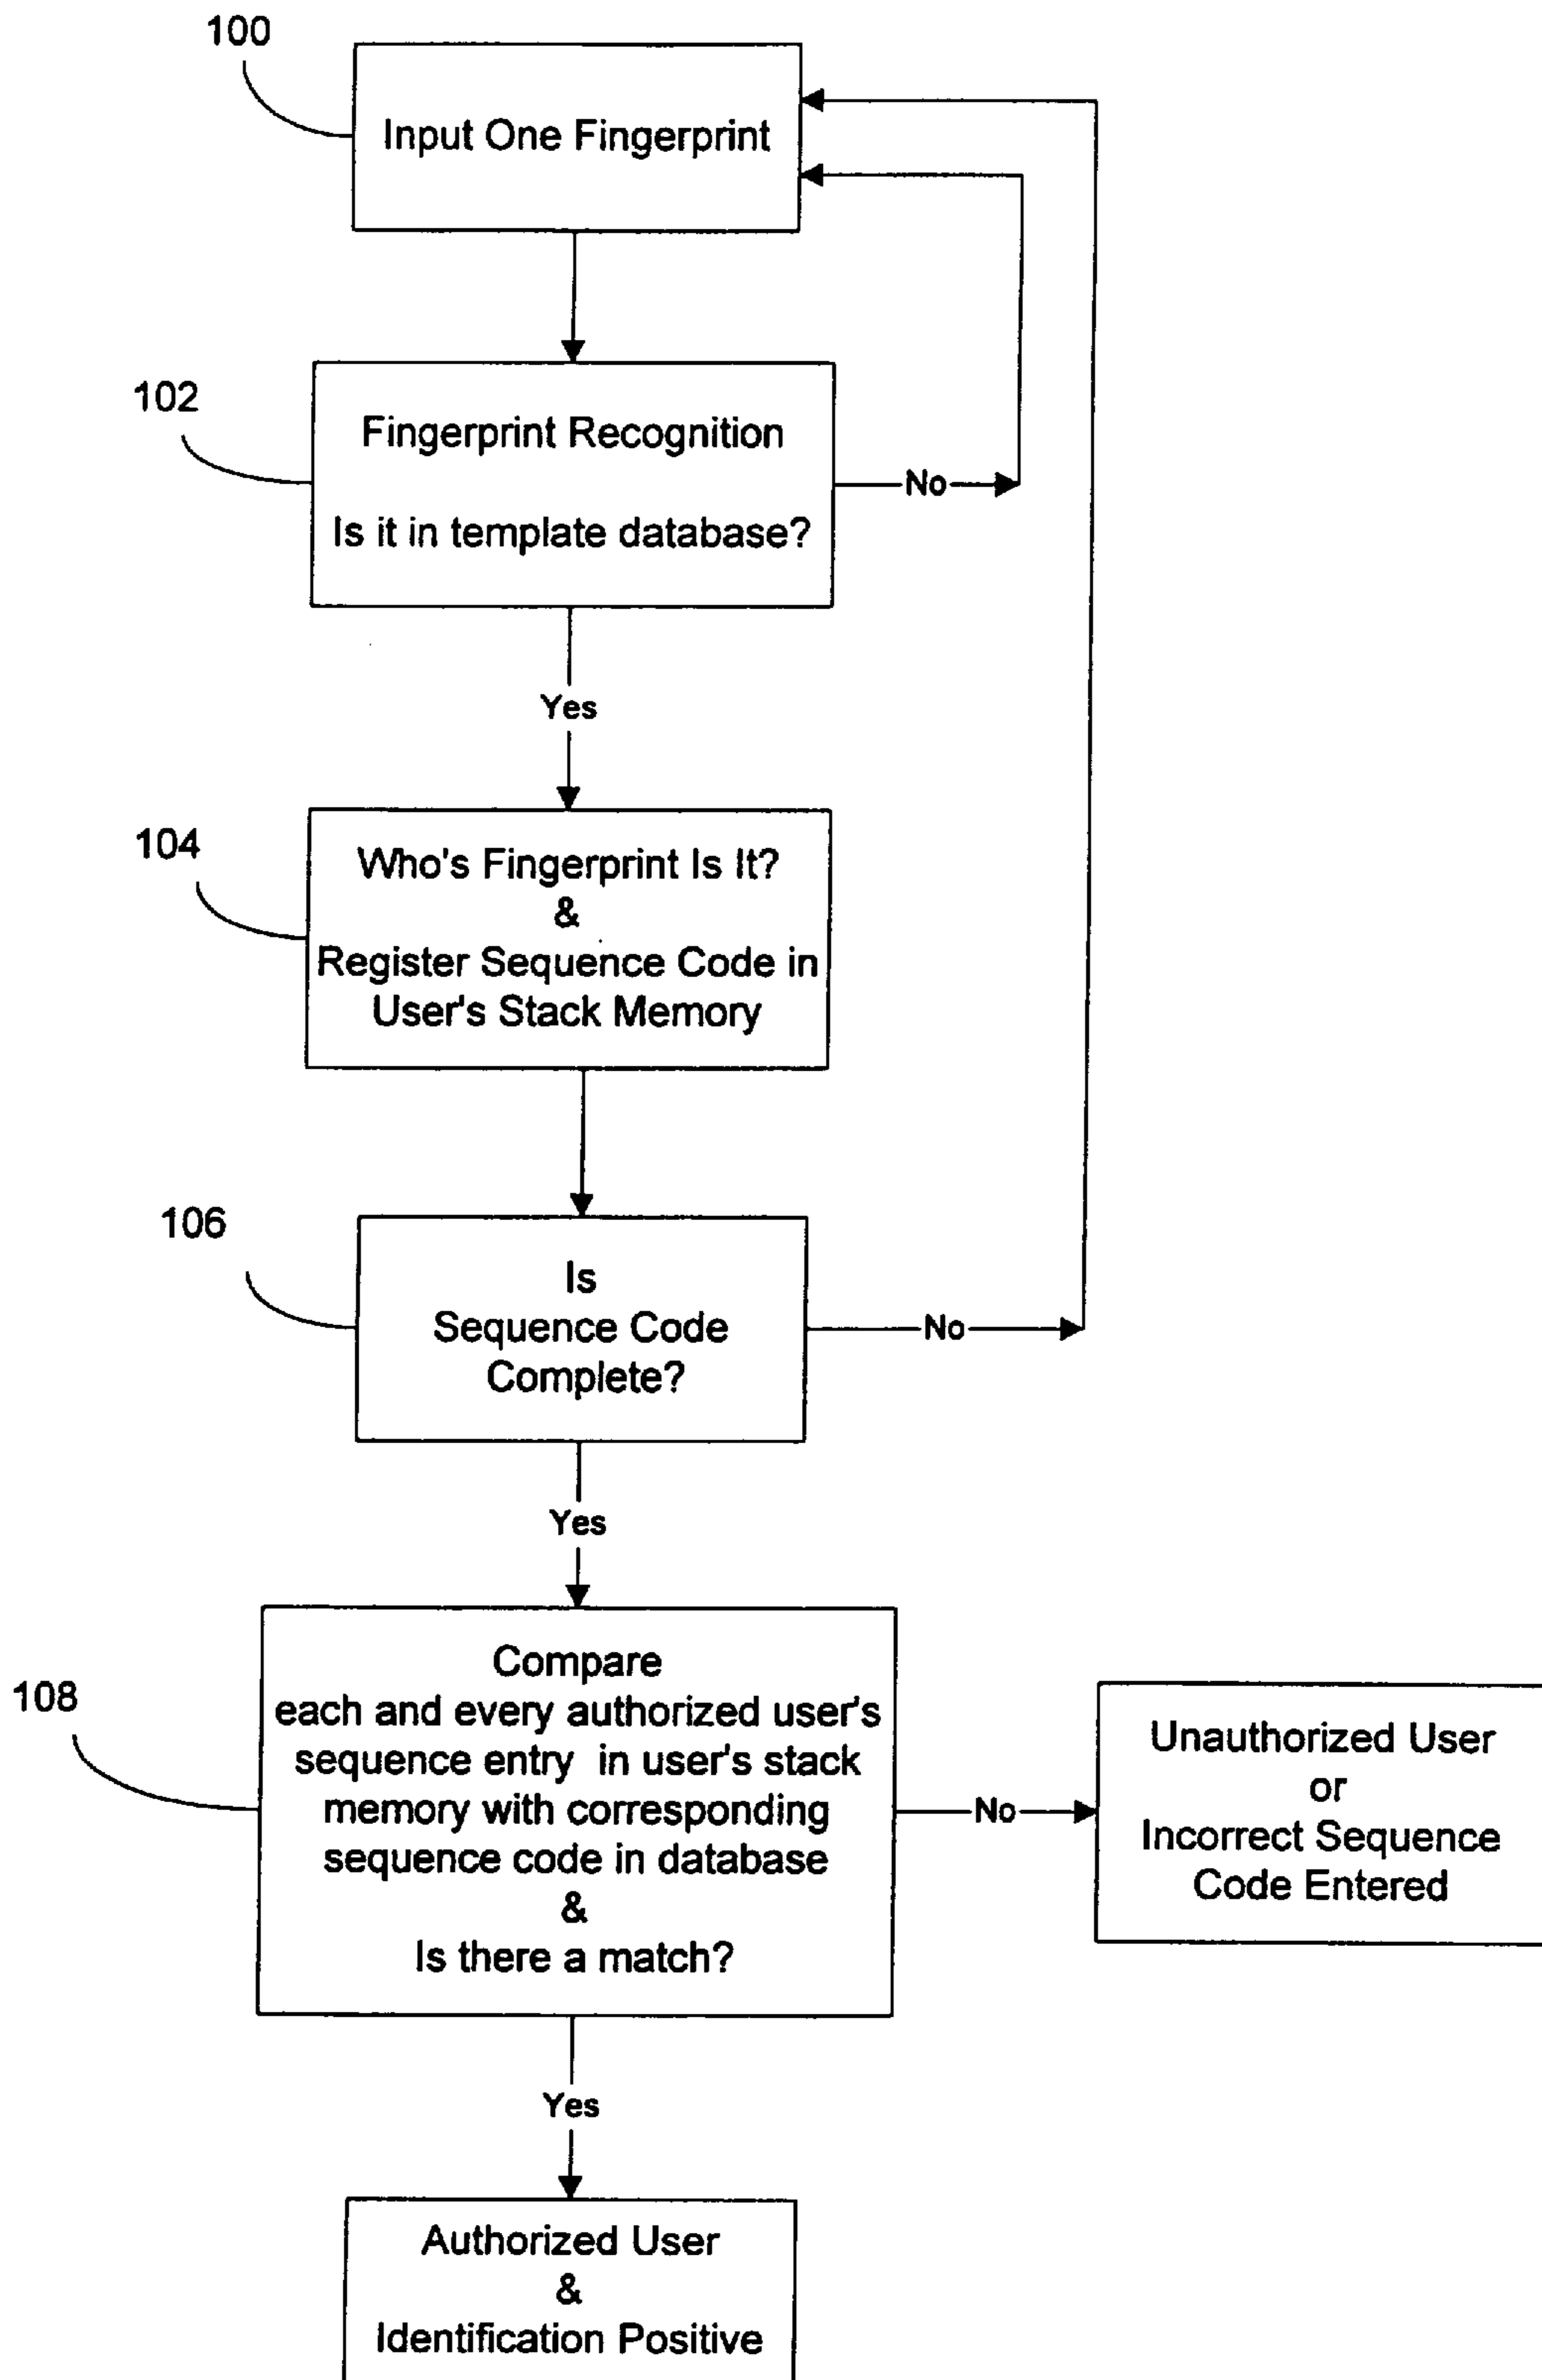 100
Input One Fingerprint
102
Fingerprint Recognition
Is it in template database?
No
Yes
104
Who's Fingerprint Is It?
&
Register Sequence Code in
User's Stack Memory
106
Is
Sequence Code
Complete?
No
Yes
108
Compare
each and every authorized user's
sequence entry in user's stack
memory with corresponding
sequence code in database
&
Is there a match?
No
Unauthorized User
or
Incorrect Sequence
Code Entered
Yes
Authorized User
&
Identification Positive